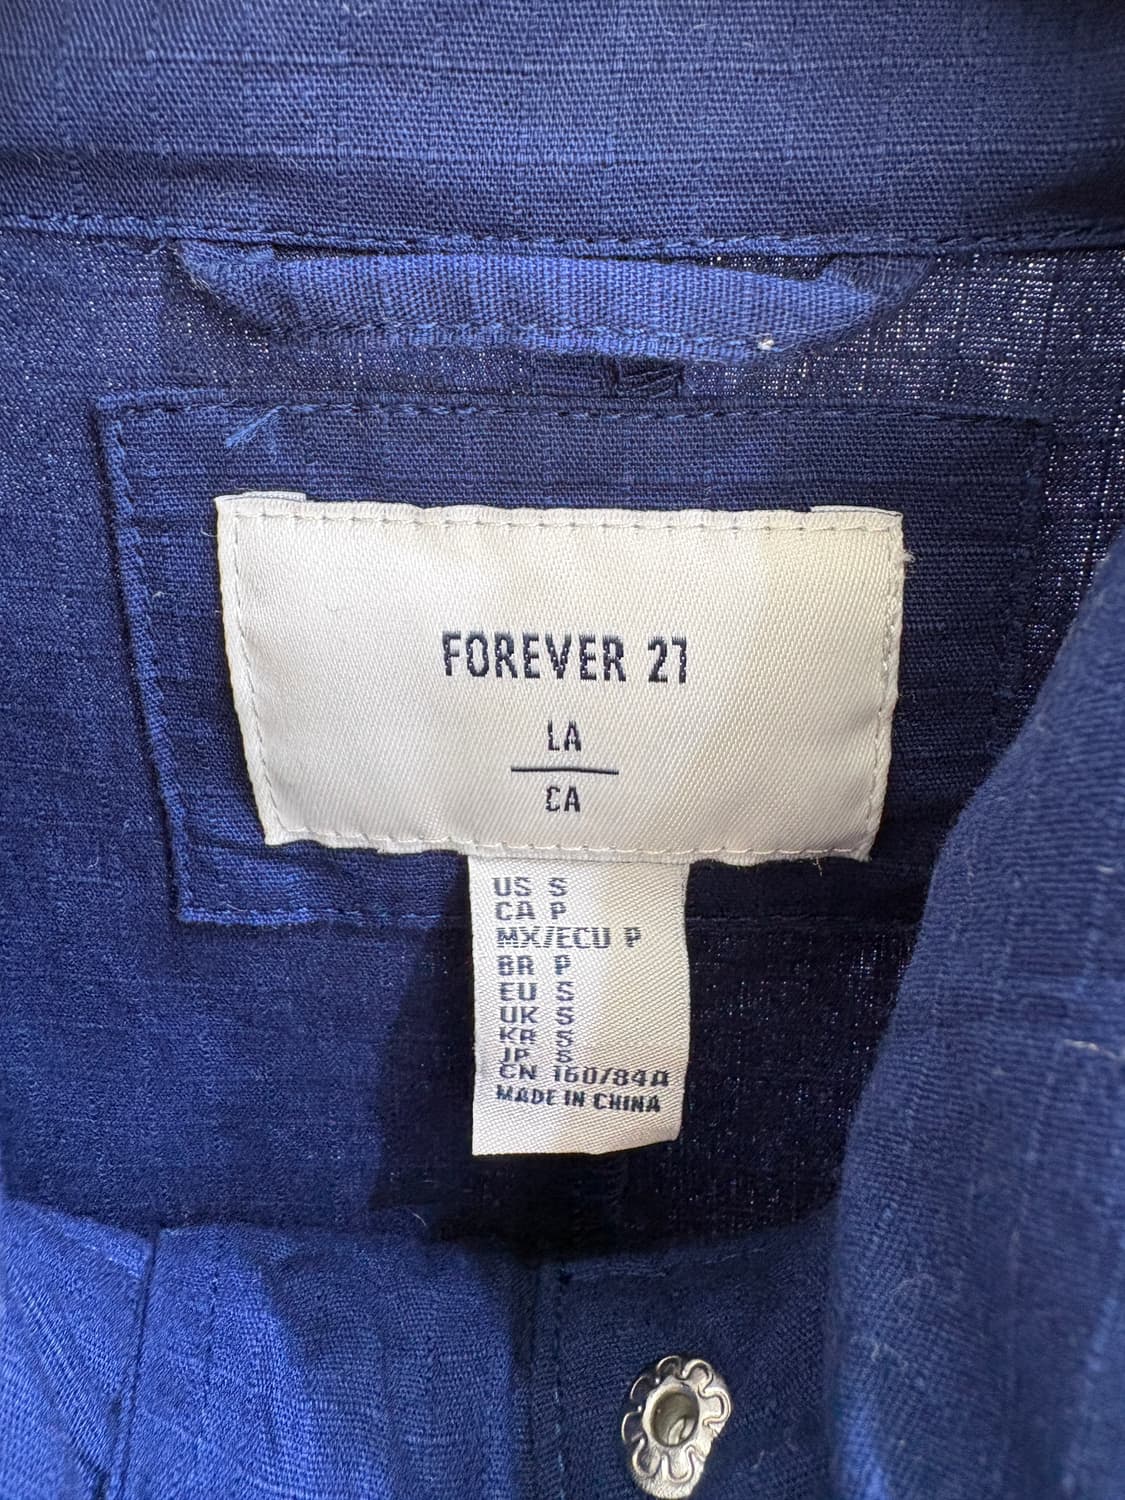 FOREVER 21
LA
CA
US S
CA P
MX/ECU P
BR P
EU S
UK S
KR S
JP S
CN 160/84A
MADE IN CHINA